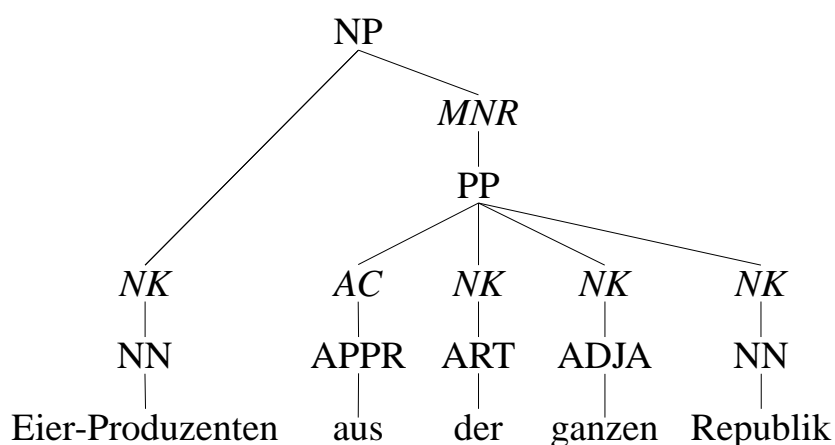 NP
MNR
PP
NK AC NK NK NK
NN APPR ART ADJA NN
Eier-Produzenten aus der ganzen Republik